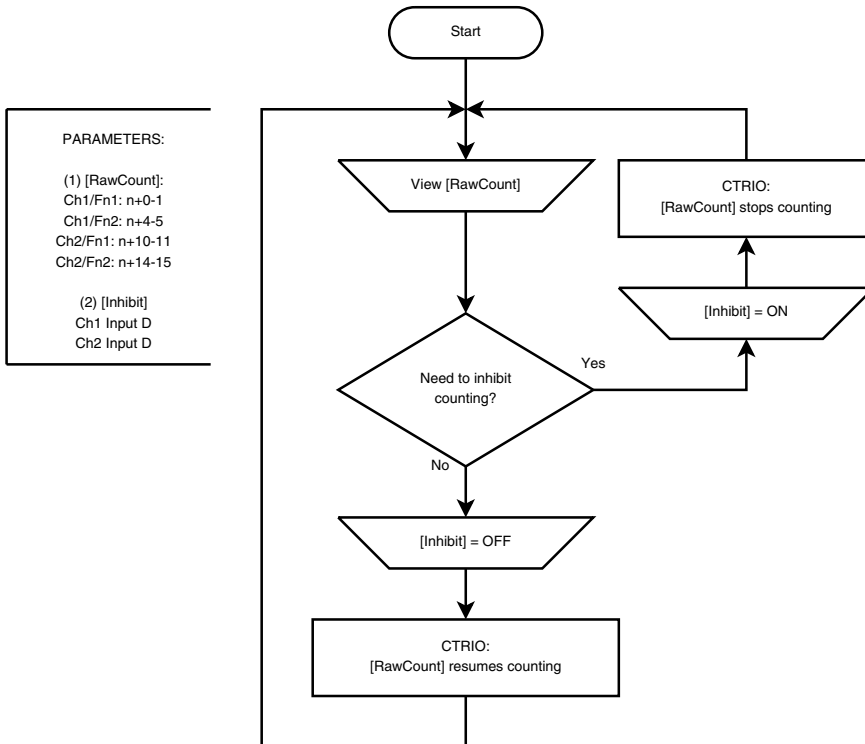 Start
PARAMETERS:
(1) [RawCount]:
Ch1/Fn1: n+0-1
Ch1/Fn2: n+4-5
Ch2/Fn1: n+10-11
Ch2/Fn2: n+14-15
(2) [Inhibit]
Ch1 Input D
Ch2 Input D
View [RawCount]
CTRIO:
[RawCount] stops counting
[Inhibit] = ON
Yes
Need to inhibit
counting?
No
[Inhibit] = OFF
CTRIO:
[RawCount] resumes counting